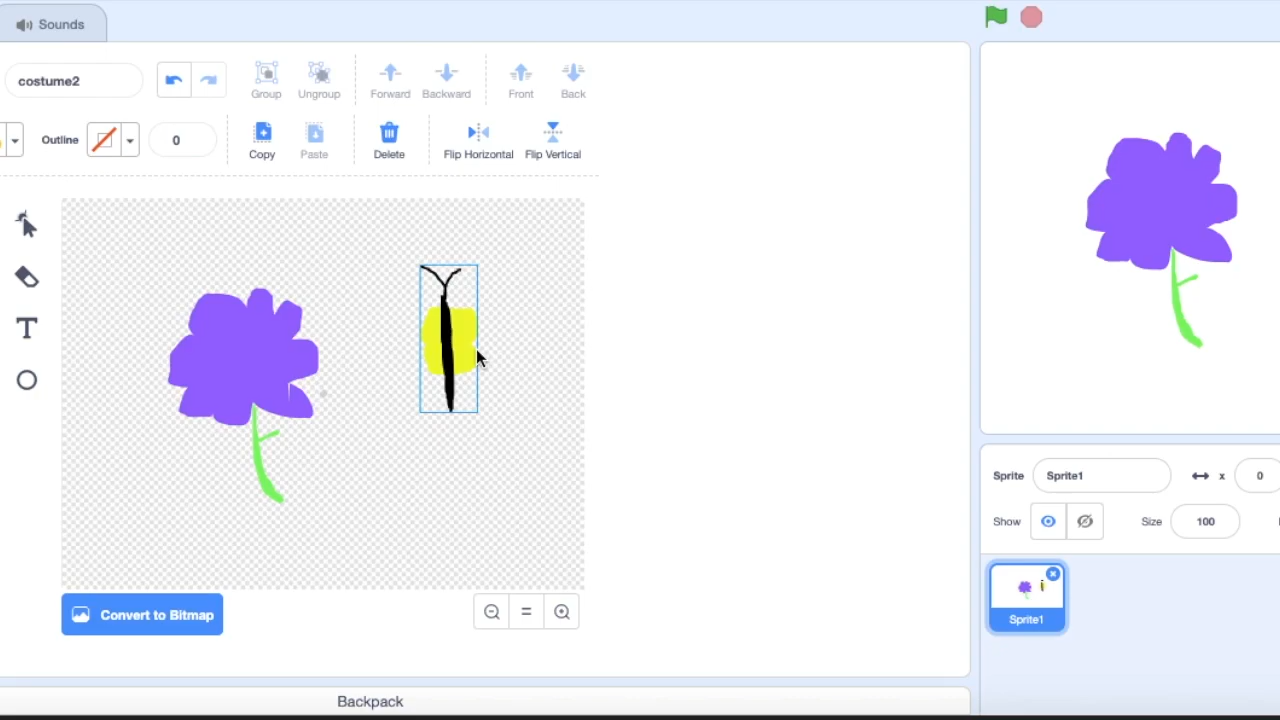 Sounds
costume2
Group
Ungroup
Forward
Backward
Front
Back
Outline
0
Copy
Paste
Delete
Flip Horizontal
Flip Vertical
T
Convert to Bitmap
=
Backpack
Sprite
Sprite1
x
0
Show
Size
100
Sprite1